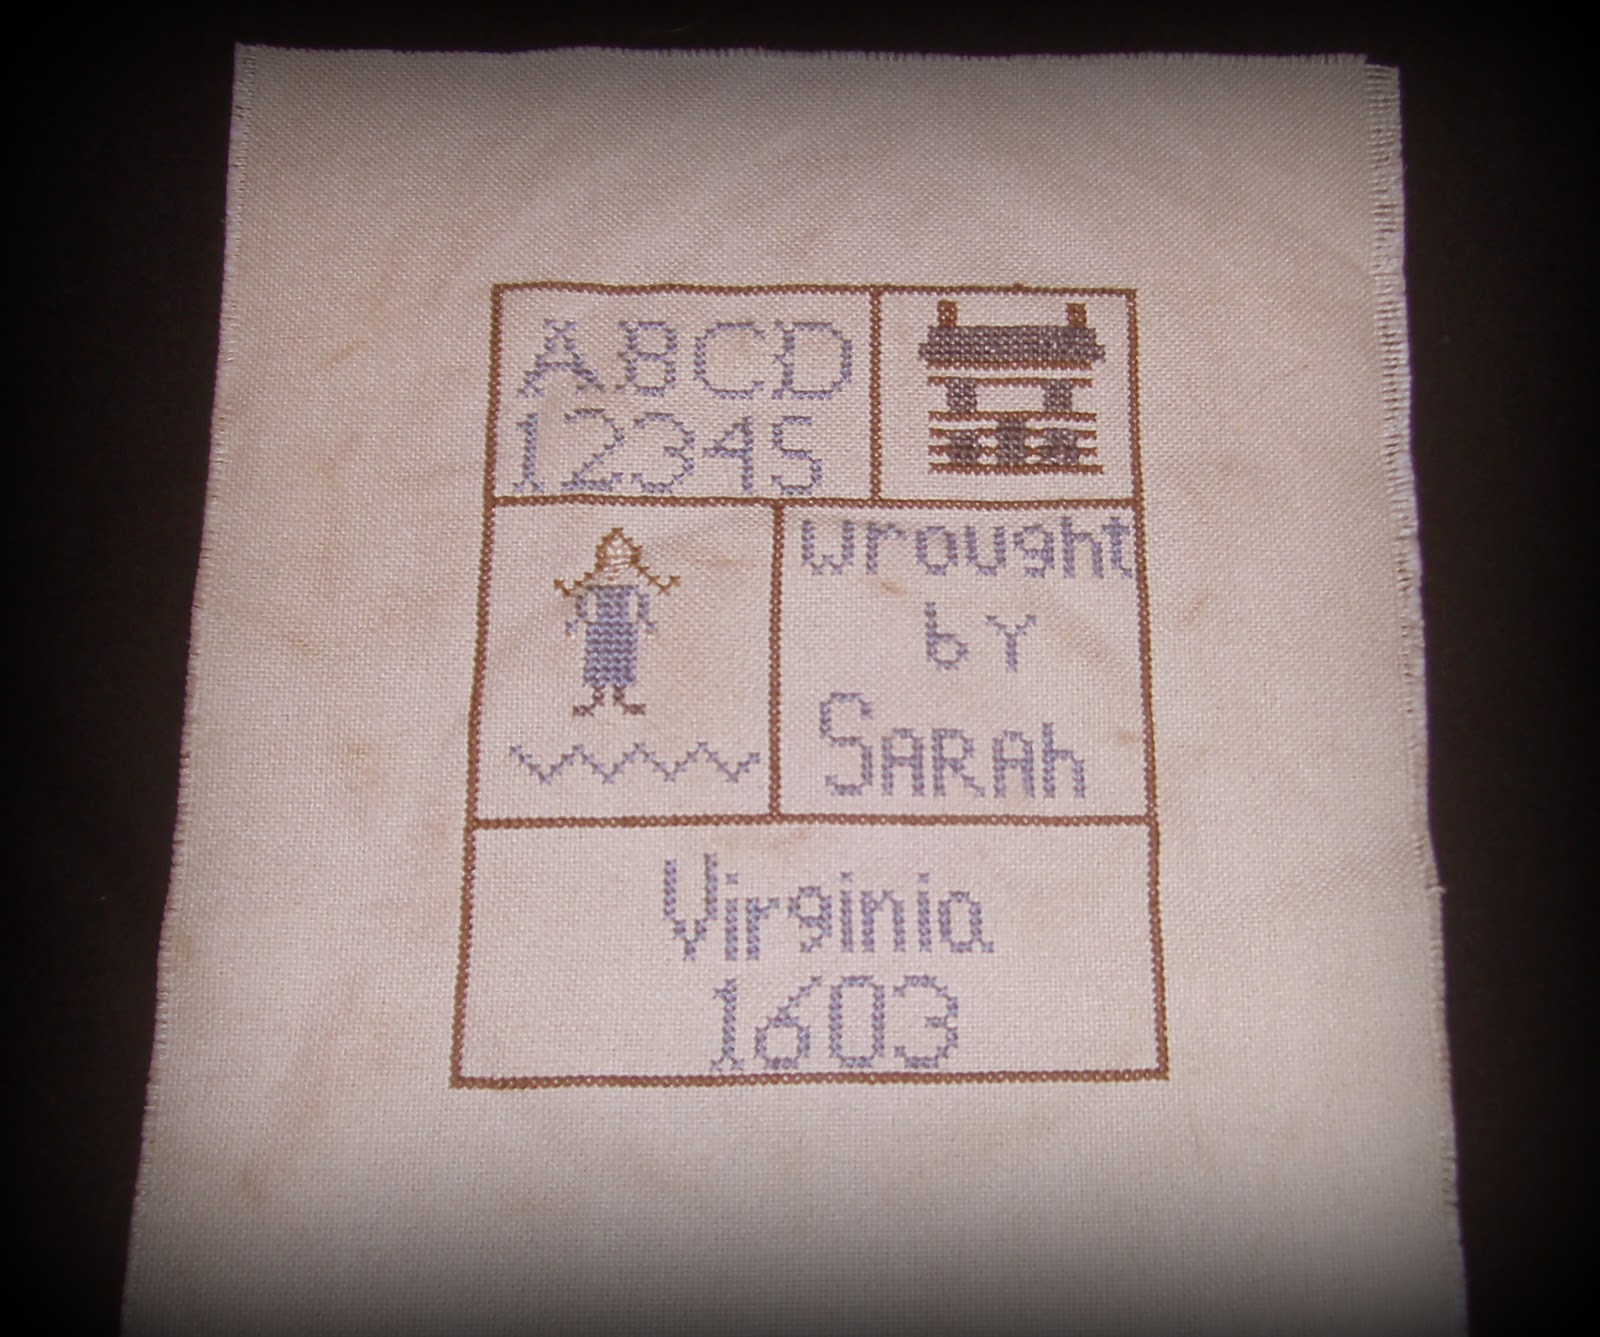 ABCD
12345
wrought
bY
SARAh
Virginia
1603